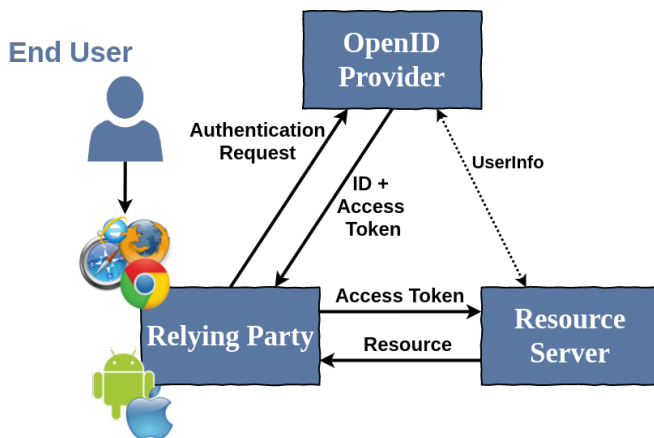 End User
OpenID
Provider
Authentication
Request
UserInfo
ID +
Access
Token
Access Token
Relying Party
Resource
Server
Resource